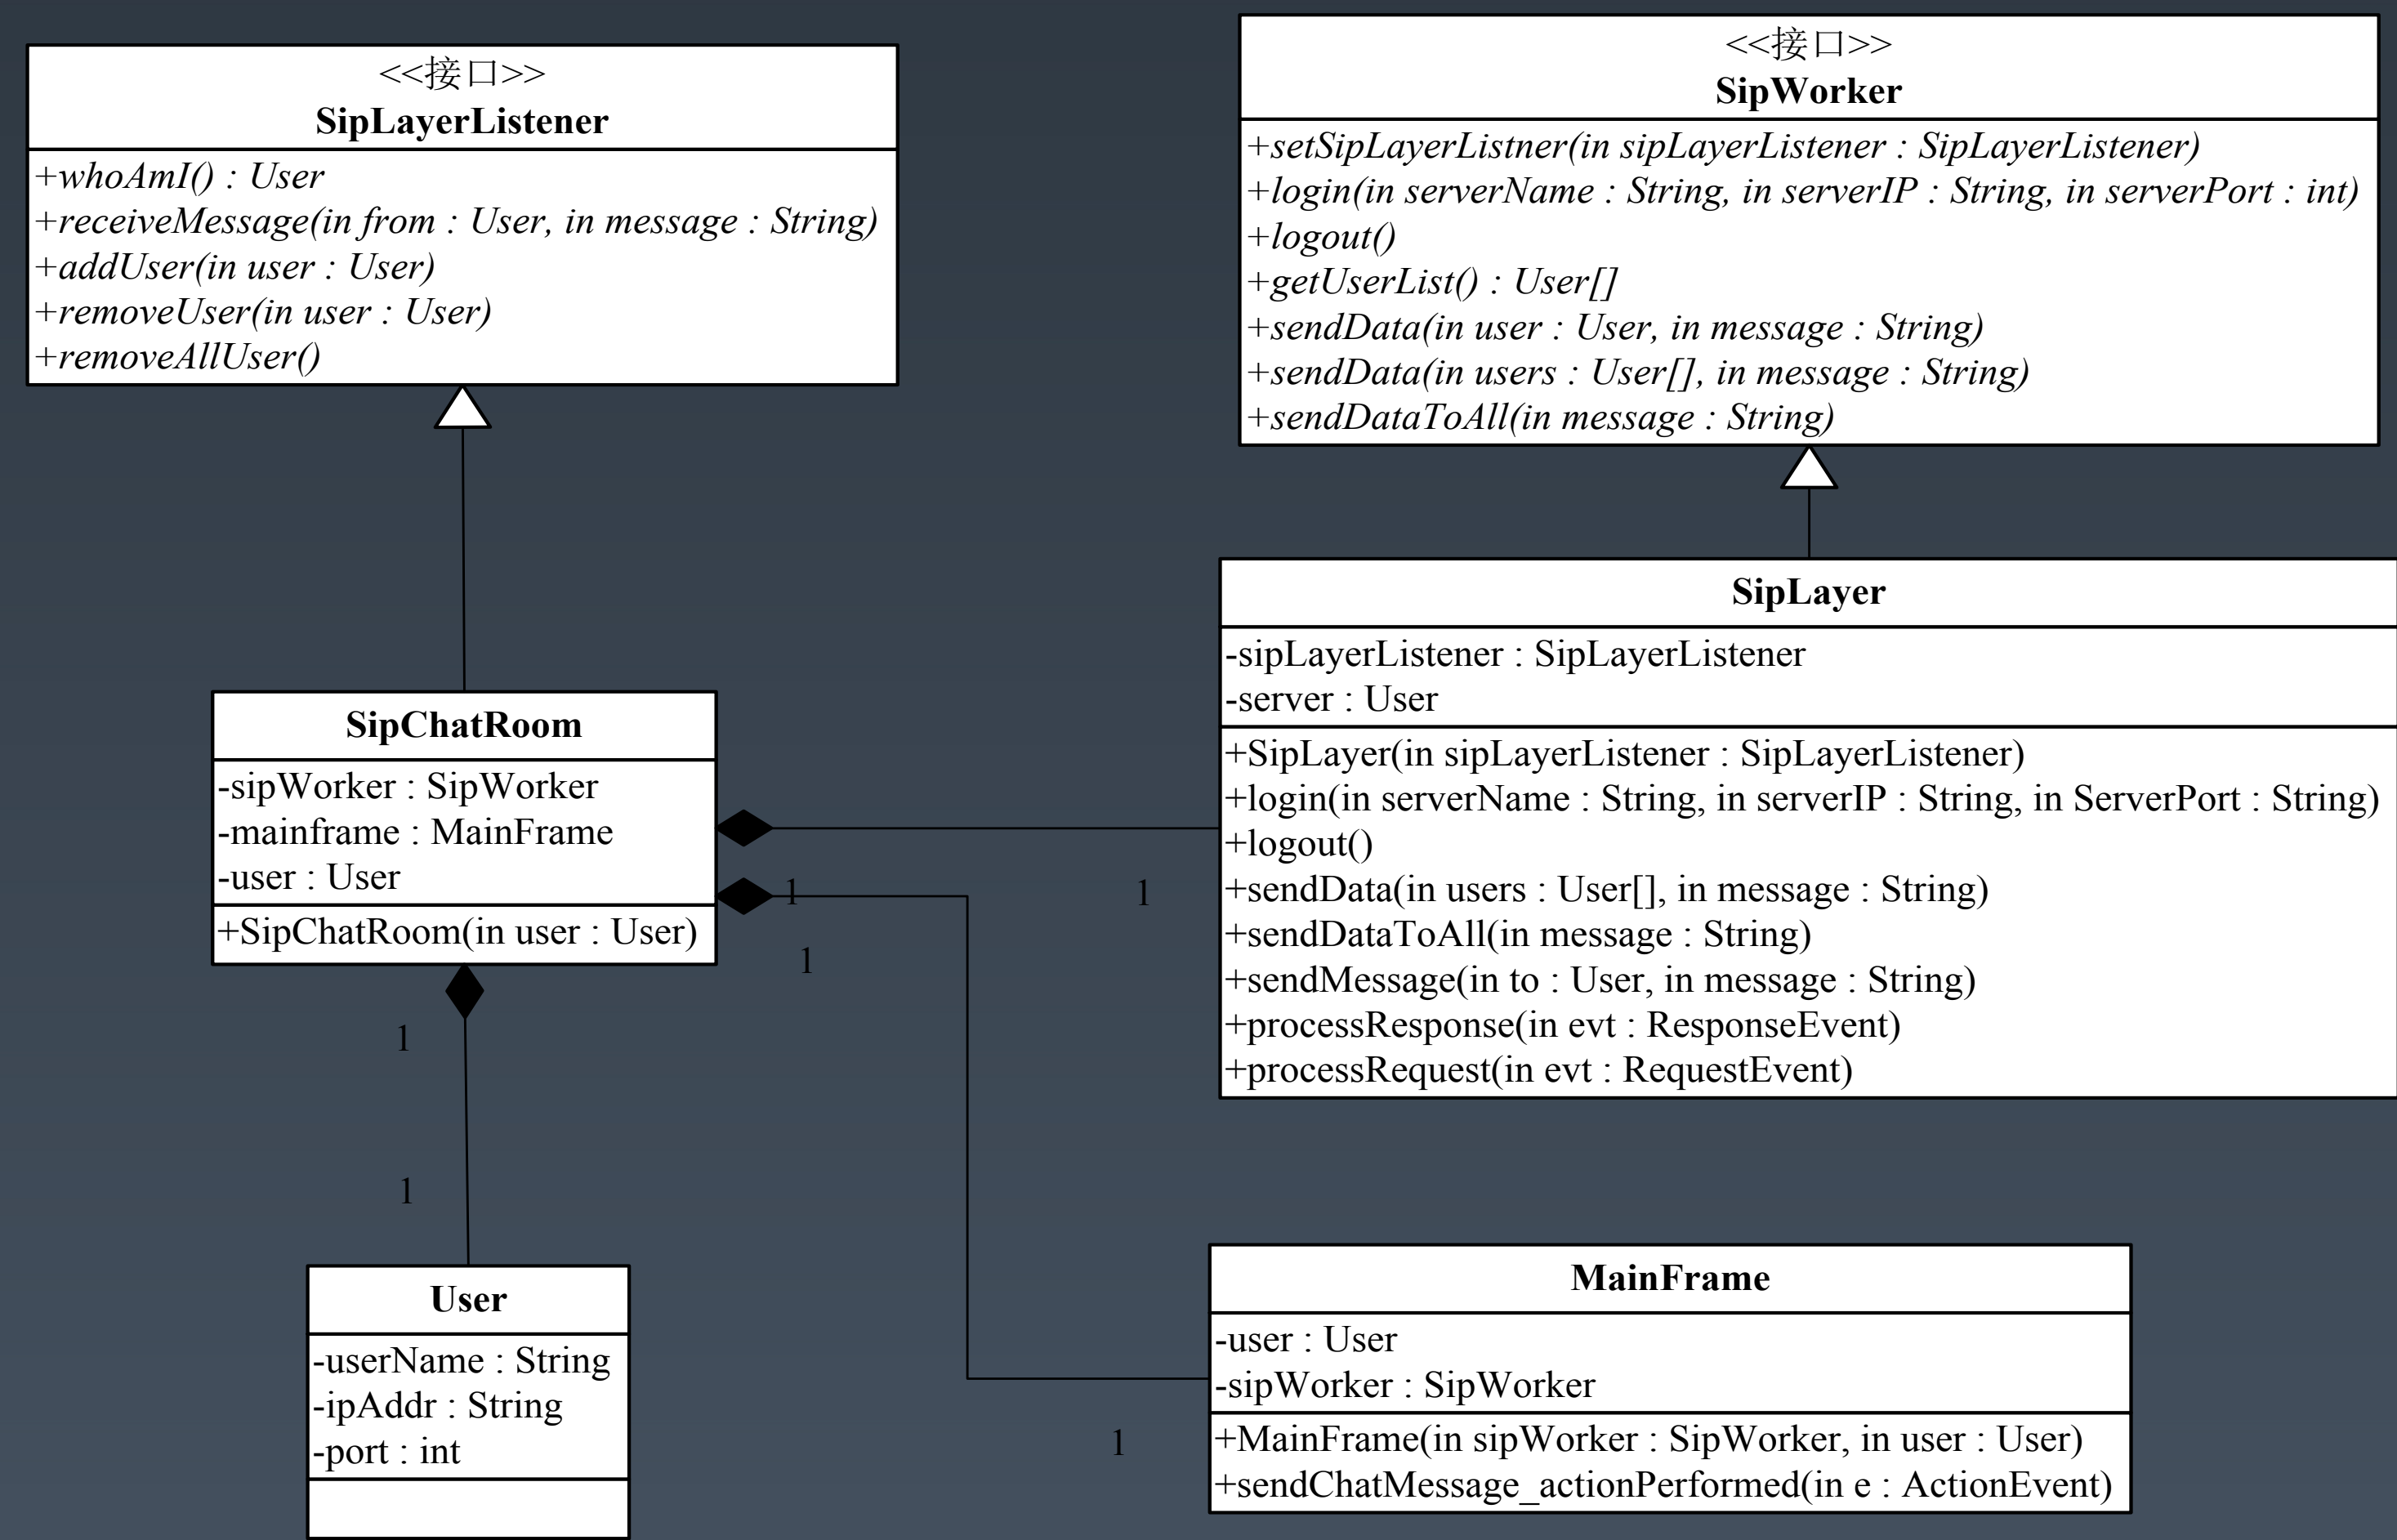 <<接口>>
SipLayerListener
+whoAmI() : User
+receiveMessage(in from : User, in message : String)
+addUser(in user : User)
+removeUser(in user : User)
+removeAllUser()
<<接口>>
SipWorker
+setSipLayerListner(in sipLayerListener : SipLayerListener)
+login(in serverName : String, in serverIP : String, in serverPort : int)
+logout()
+getUserList() : User[]
+sendData(in user : User, in message : String)
+sendData(in users : User[], in message : String)
+sendDataToAll(in message : String)
SipChatRoom
-sipWorker : SipWorker
-mainframe : MainFrame
-user : User
+SipChatRoom(in user : User)
1
1
1
1
1
1
SipLayer
-sipLayerListener : SipLayerListener
-server : User
+SipLayer(in sipLayerListener : SipLayerListener)
+login(in serverName : String, in serverIP : String, in ServerPort : String)
+logout()
+sendData(in users : User[], in message : String)
+sendDataToAll(in message : String)
+sendMessage(in to : User, in message : String)
+processResponse(in evt : ResponseEvent)
+processRequest(in evt : RequestEvent)
User
-userName : String
-ipAddr : String
-port : int
MainFrame
-user : User
-sipWorker : SipWorker
+MainFrame(in sipWorker : SipWorker, in user : User)
+sendChatMessage_actionPerformed(in e : ActionEvent)